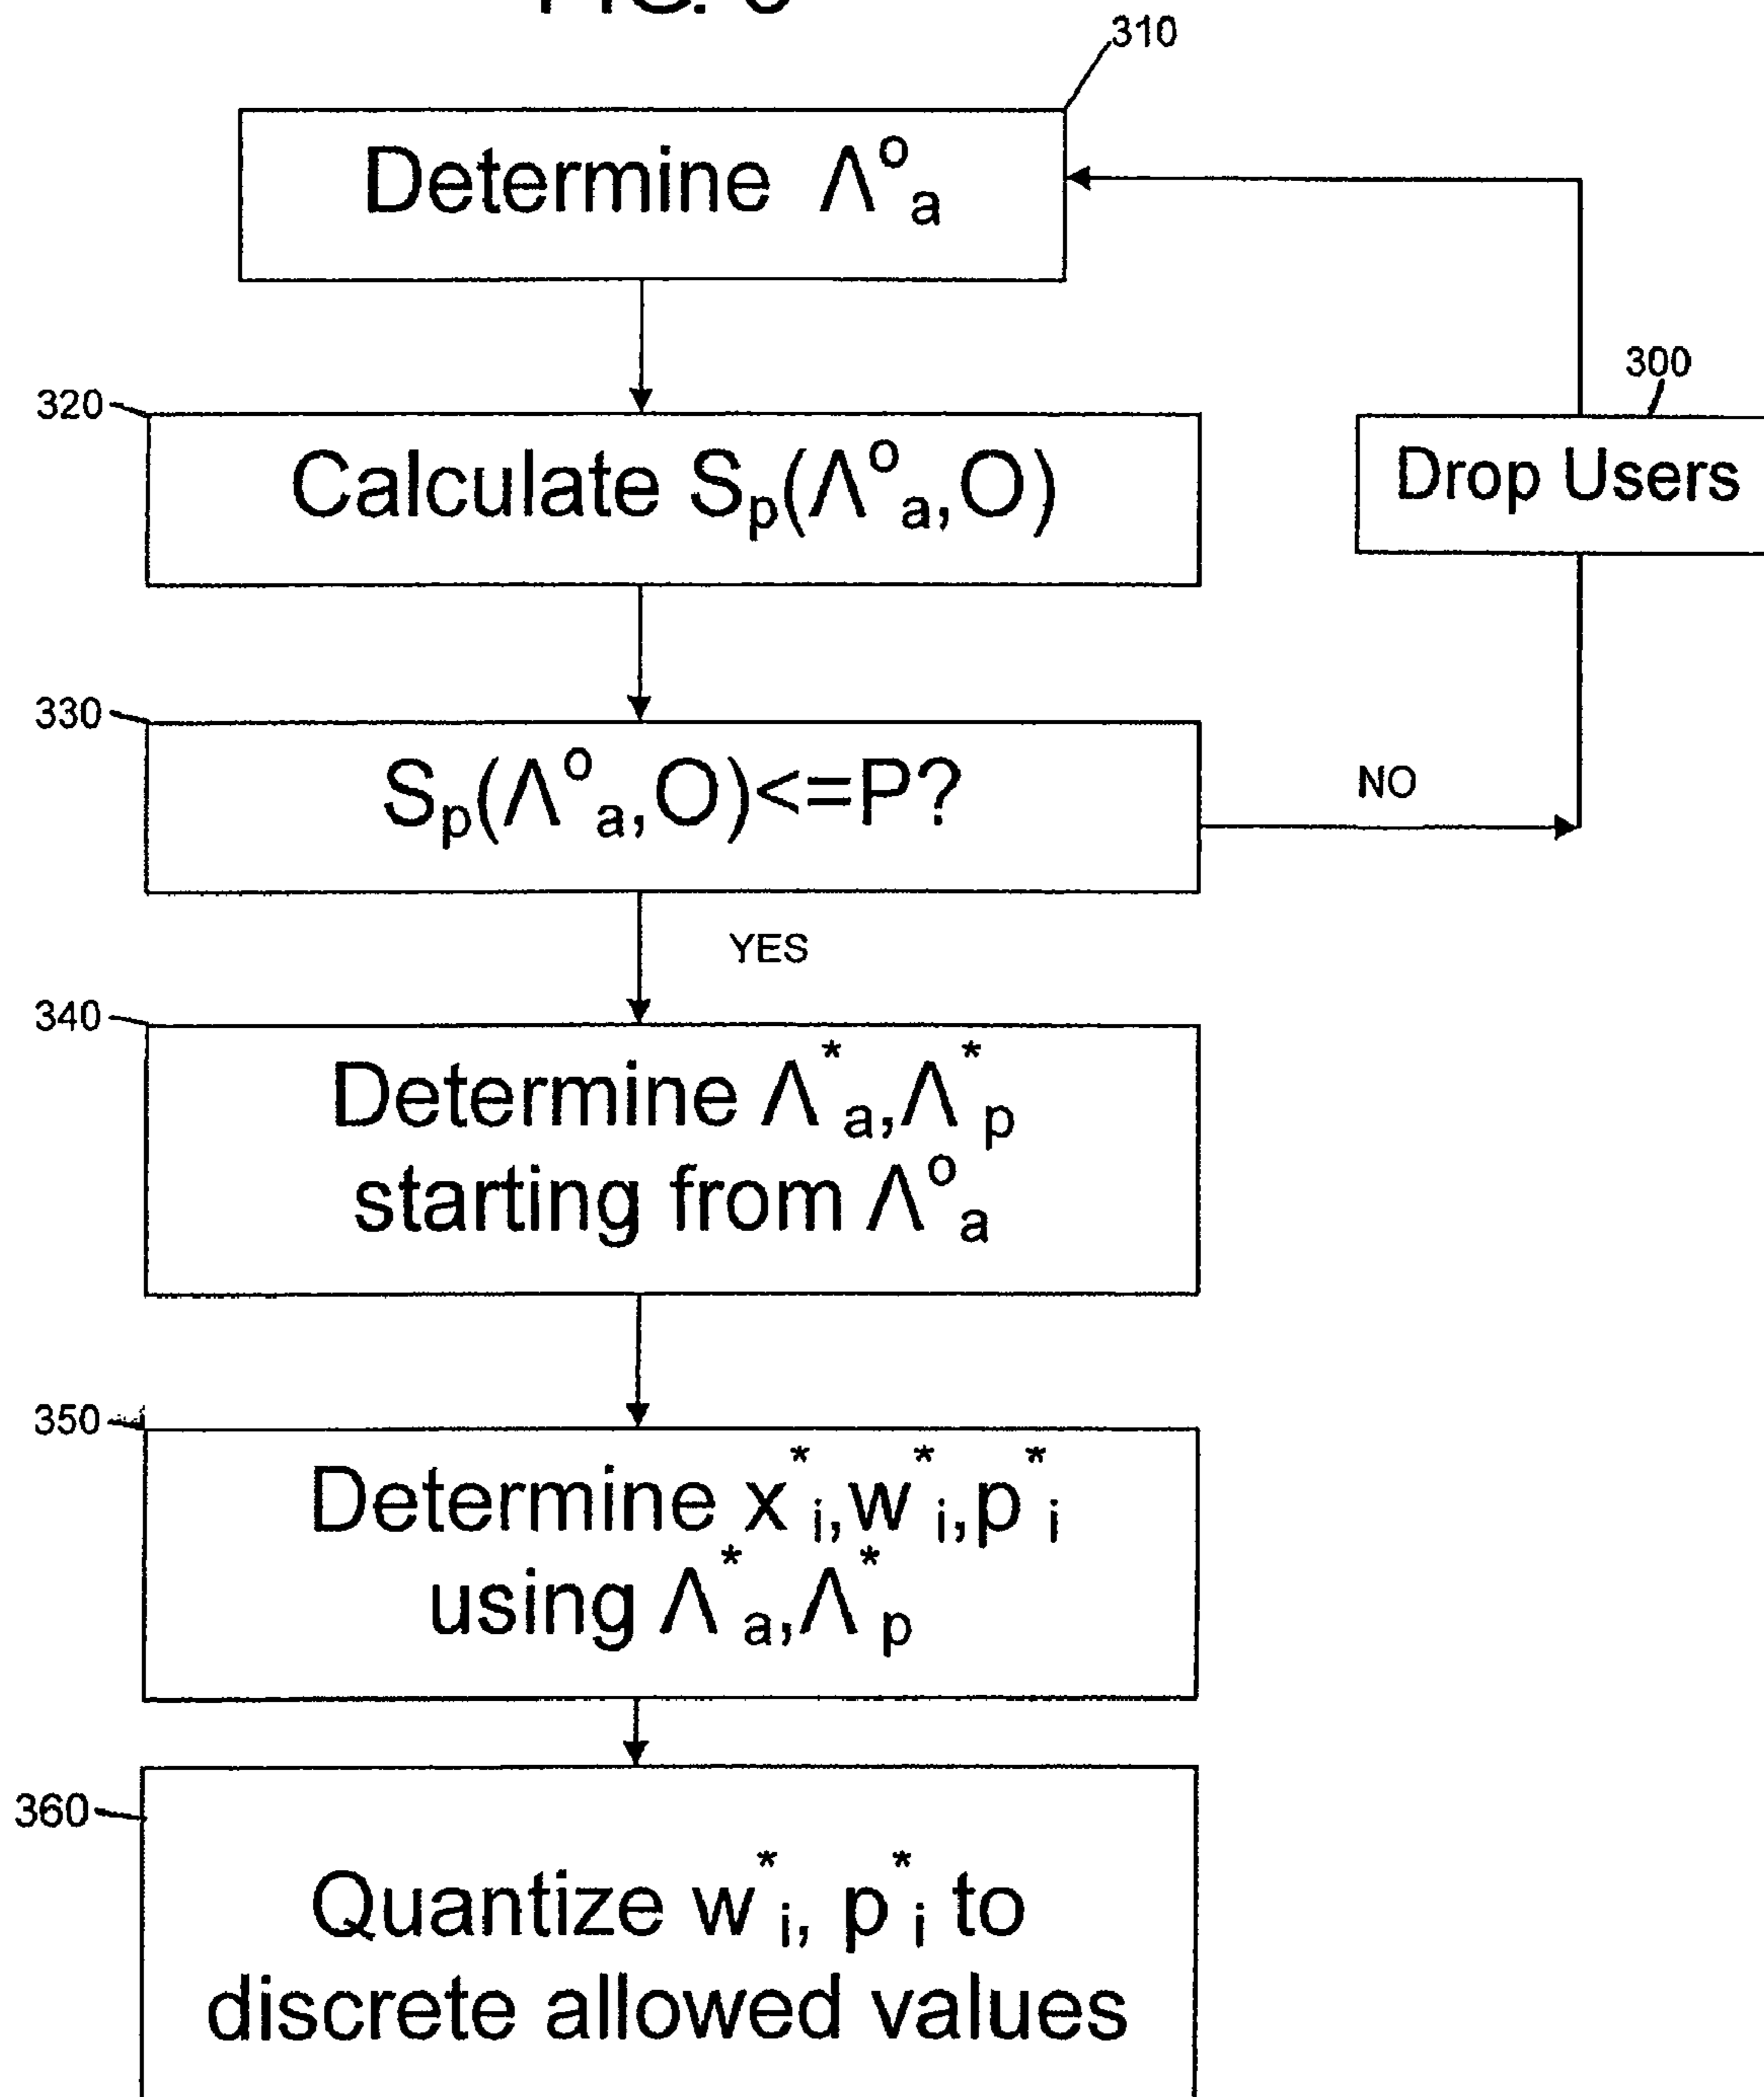 FIG.
310
Determine Λ°ₐ
320
Calculate Sₚ(Λ°ₐ,O)
300
Drop Users
330
Sₚ(Λ°ₐ,O)<=P?
NO
YES
340
Determine Λ*ₐ,Λ*ₚ
starting from Λ°ₐ
350
Determine x*ᵢ,w*ᵢ,p*ᵢ
using Λ*ₐ,Λ*ₚ
360
Quantize w*ᵢ, p*ᵢ to
discrete allowed values